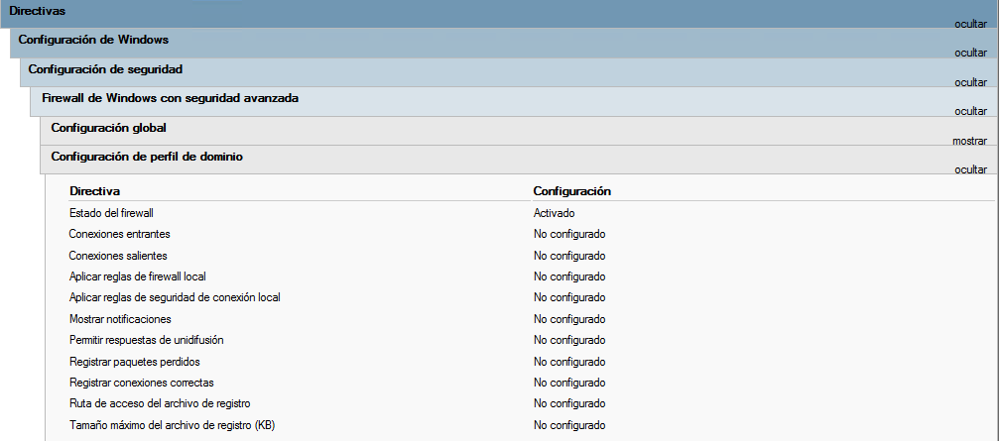 Directivas
ocultar
Configuración de Windows
ocultar
Configuración de seguridad
ocultar
Firewall de Windows con seguridad avanzada
ocultar
Configuración global
mostrar
Configuración de perfil de dominio
ocultar
Directiva Configuración
Estado del firewall Activado
Conexiones entrantes No configurado
Conexiones salientes No configurado
Aplicar reglas de firewall local No configurado
Aplicar reglas de seguridad de conexión local No configurado
Mostrar notificaciones No configurado
Permitir respuestas de unidifusión No configurado
Registrar paquetes perdidos No configurado
Registrar conexiones correctas No configurado
Ruta de acceso del archivo de registro No configurado
Tamaño máximo del archivo de registro (KB) No configurado